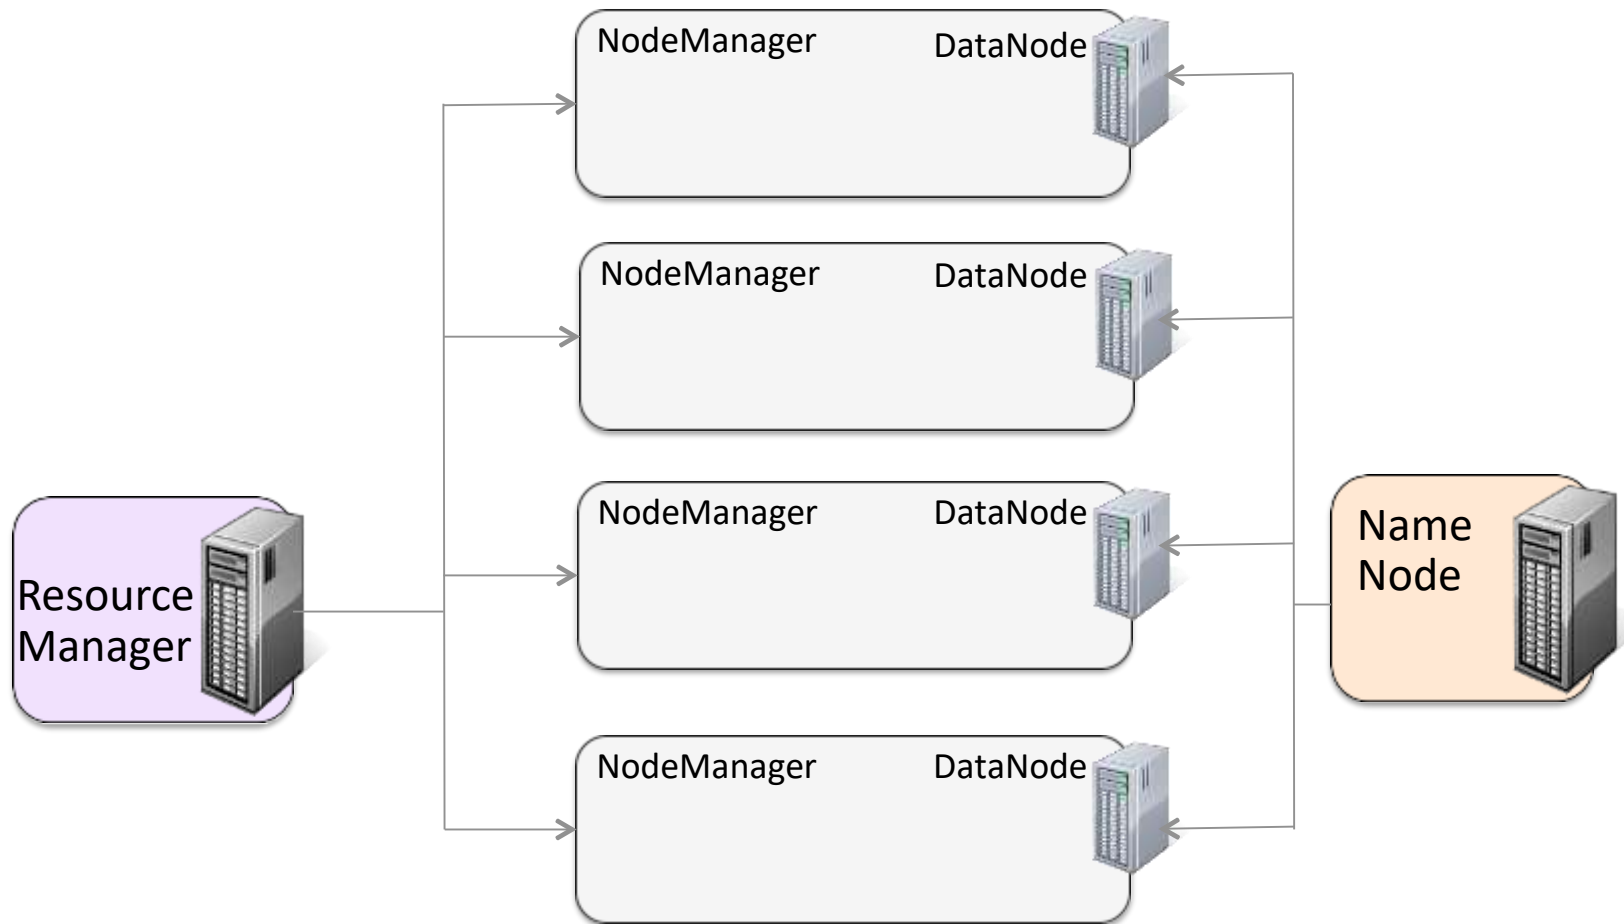 NodeManager DataNode
NodeManager DataNode
NodeManager DataNode
NodeManager DataNode
Resource
Manager
Name
Node